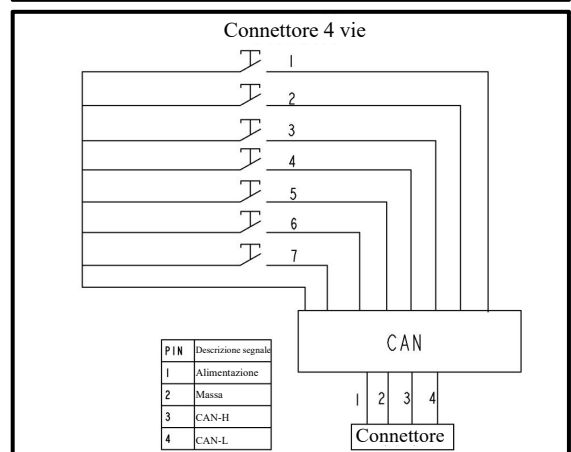 Connettore 4 vie
1
2
3
4
5
6
7
CAN
PIN Descrizione segnale
1 Alimentazione
2 Massa
3 CAN-H
4 CAN-L
1 2 3 4
Connettore